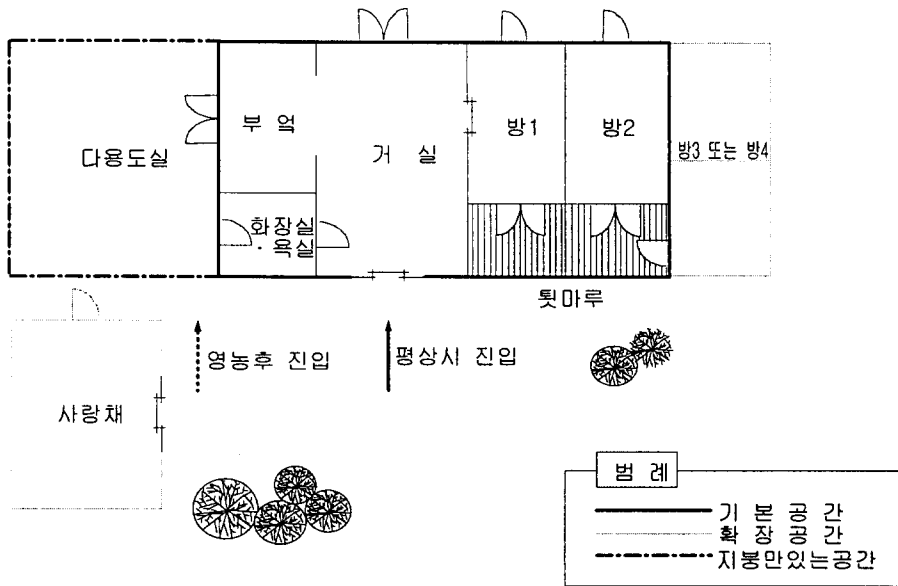 다용도실
부 엌
거 실
방1
방2
방3 또는 방4
화장실
· 욕실
툇마루
영농후 진입
평상시 진입
사랑채
범 례
기 본 공 간
확 장 공 간
지붕만있는공간